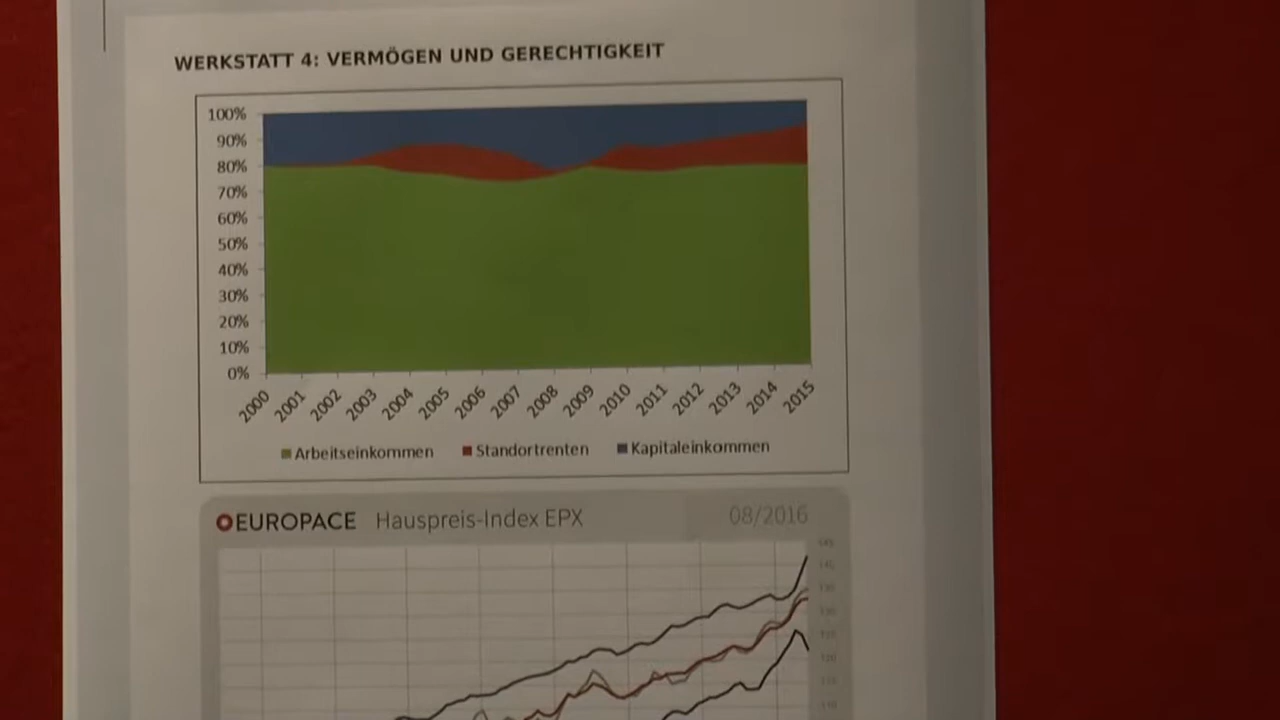 WERKSTATT 4: VERMÖGEN UND GERECHTIGKEIT
100%
90%
80%
70%
60%
50%
40%
30%
20%
10%
0%
2000 2001 2002 2003 2004 2005 2006 2007 2008 2009 2010 2011 2012 2013 2014 2015
Arbeitseinkommen Standortrenten Kapitaleinkommen
EUROPACE Hauspreis-Index EPX 08/2016